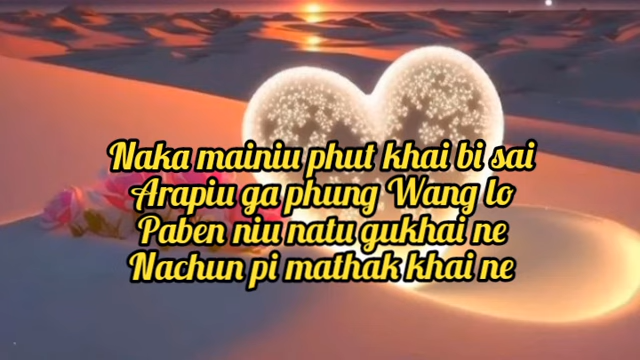 Naka mainiu phut khai bi sai
Arapiu ga phung Wang lo
Paben niu natu gukhai ne
Nachun pi mathak khai ne